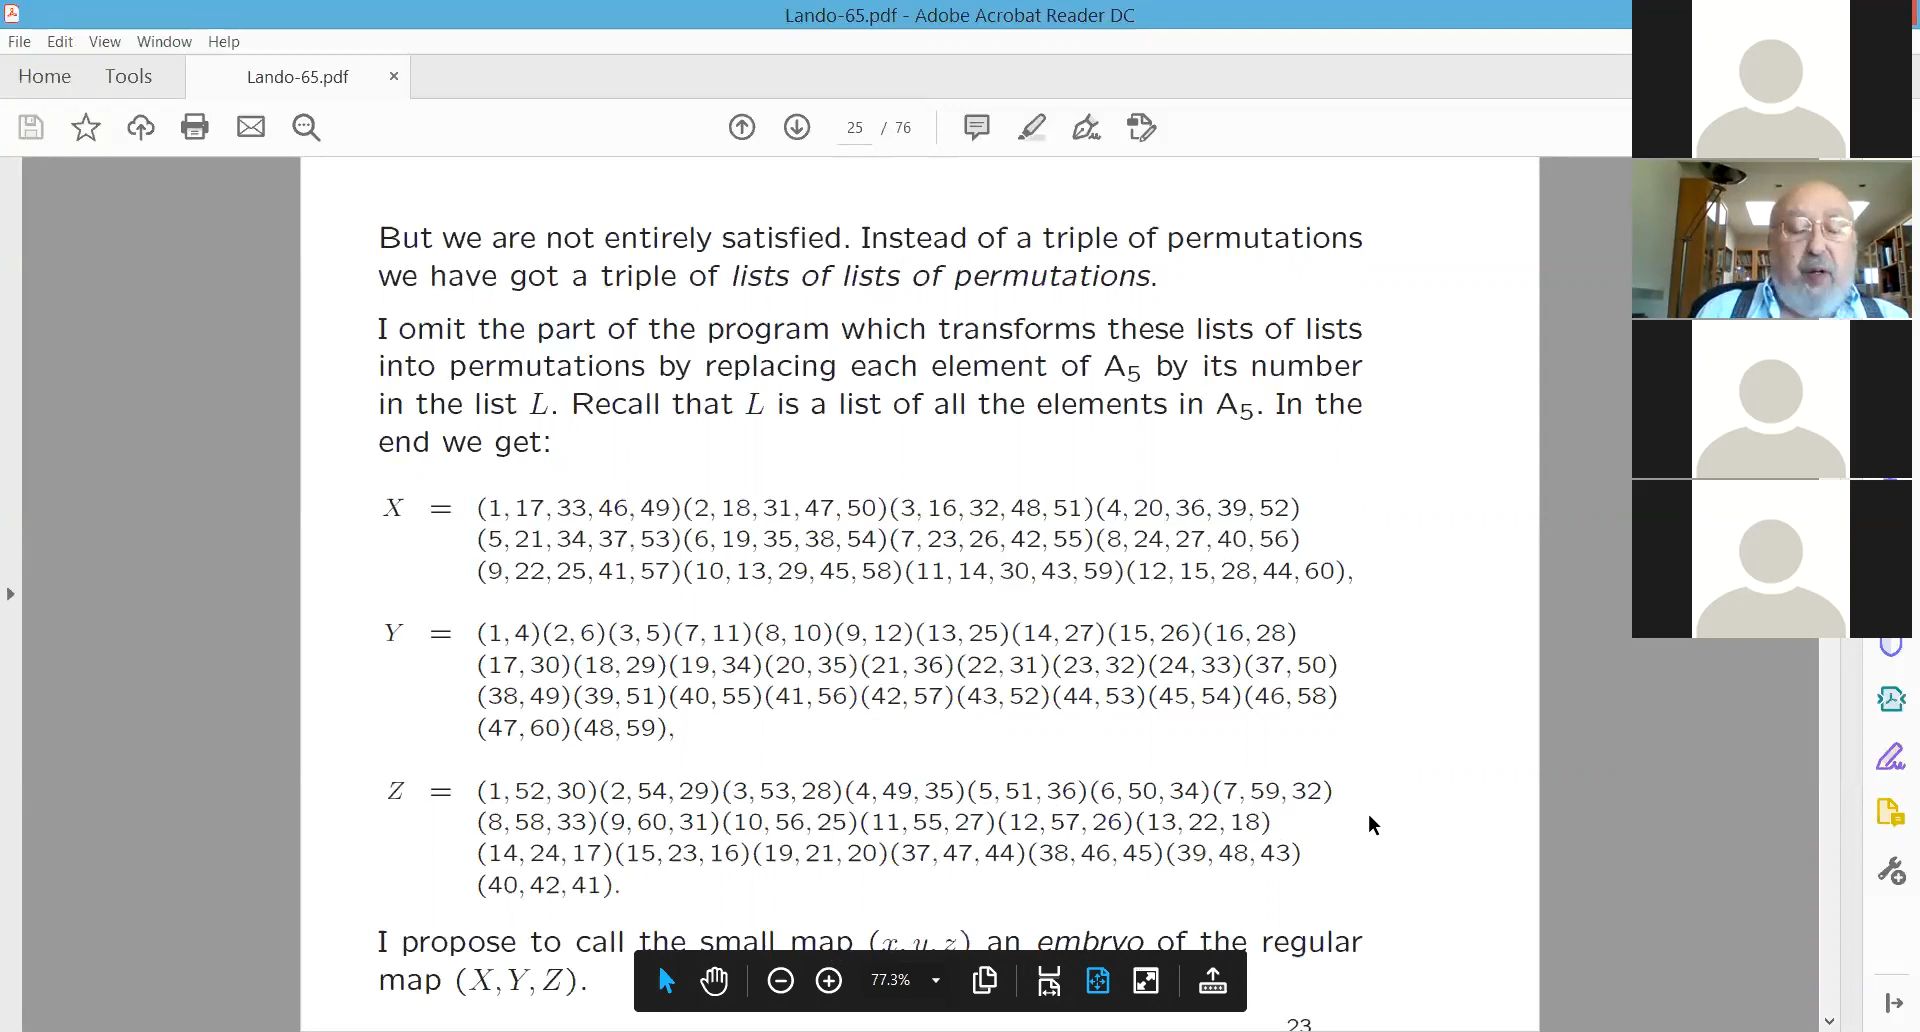 Lando-65.pdf - Adobe Acrobat Reader DC
File Edit View Window Help
Home Tools Lando-65.pdf ×
25 / 76
But we are not entirely satisfied. Instead of a triple of permutations
we have got a triple of lists of lists of permutations.
I omit the part of the program which transforms these lists of lists
into permutations by replacing each element of A₅ by its number
in the list L. Recall that L is a list of all the elements in A₅. In the
end we get:
X = (1, 17, 33, 46, 49)(2, 18, 31, 47, 50)(3, 16, 32, 48, 51)(4, 20, 36, 39, 52)
(5, 21, 34, 37, 53)(6, 19, 35, 38, 54)(7, 23, 26, 42, 55)(8, 24, 27, 40, 56)
(9, 22, 25, 41, 57)(10, 13, 29, 45, 58)(11, 14, 30, 43, 59)(12, 15, 28, 44, 60),
Y = (1, 4)(2, 6)(3, 5)(7, 11)(8, 10)(9, 12)(13, 25)(14, 27)(15, 26)(16, 28)
(17, 30)(18, 29)(19, 34)(20, 35)(21, 36)(22, 31)(23, 32)(24, 33)(37, 50)
(38, 49)(39, 51)(40, 55)(41, 56)(42, 57)(43, 52)(44, 53)(45, 54)(46, 58)
(47, 60)(48, 59),
Z = (1, 52, 30)(2, 54, 29)(3, 53, 28)(4, 49, 35)(5, 51, 36)(6, 50, 34)(7, 59, 32)
(8, 58, 33)(9, 60, 31)(10, 56, 25)(11, 55, 27)(12, 57, 26)(13, 22, 18)
(14, 24, 17)(15, 23, 16)(19, 21, 20)(37, 47, 44)(38, 46, 45)(39, 48, 43)
(40, 42, 41).
I propose to call the small map (x, y, z) an embryo of the regular
map (X, Y, Z).
77.3%
23